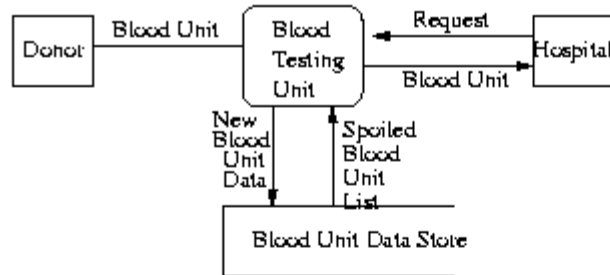 Donor
Blood Unit
Blood
Testing
Unit
Request
Blood Unit
Hospital
New
Blood
Unit
Data
Spoiled
Blood
Unit
List
Blood Unit Data Store